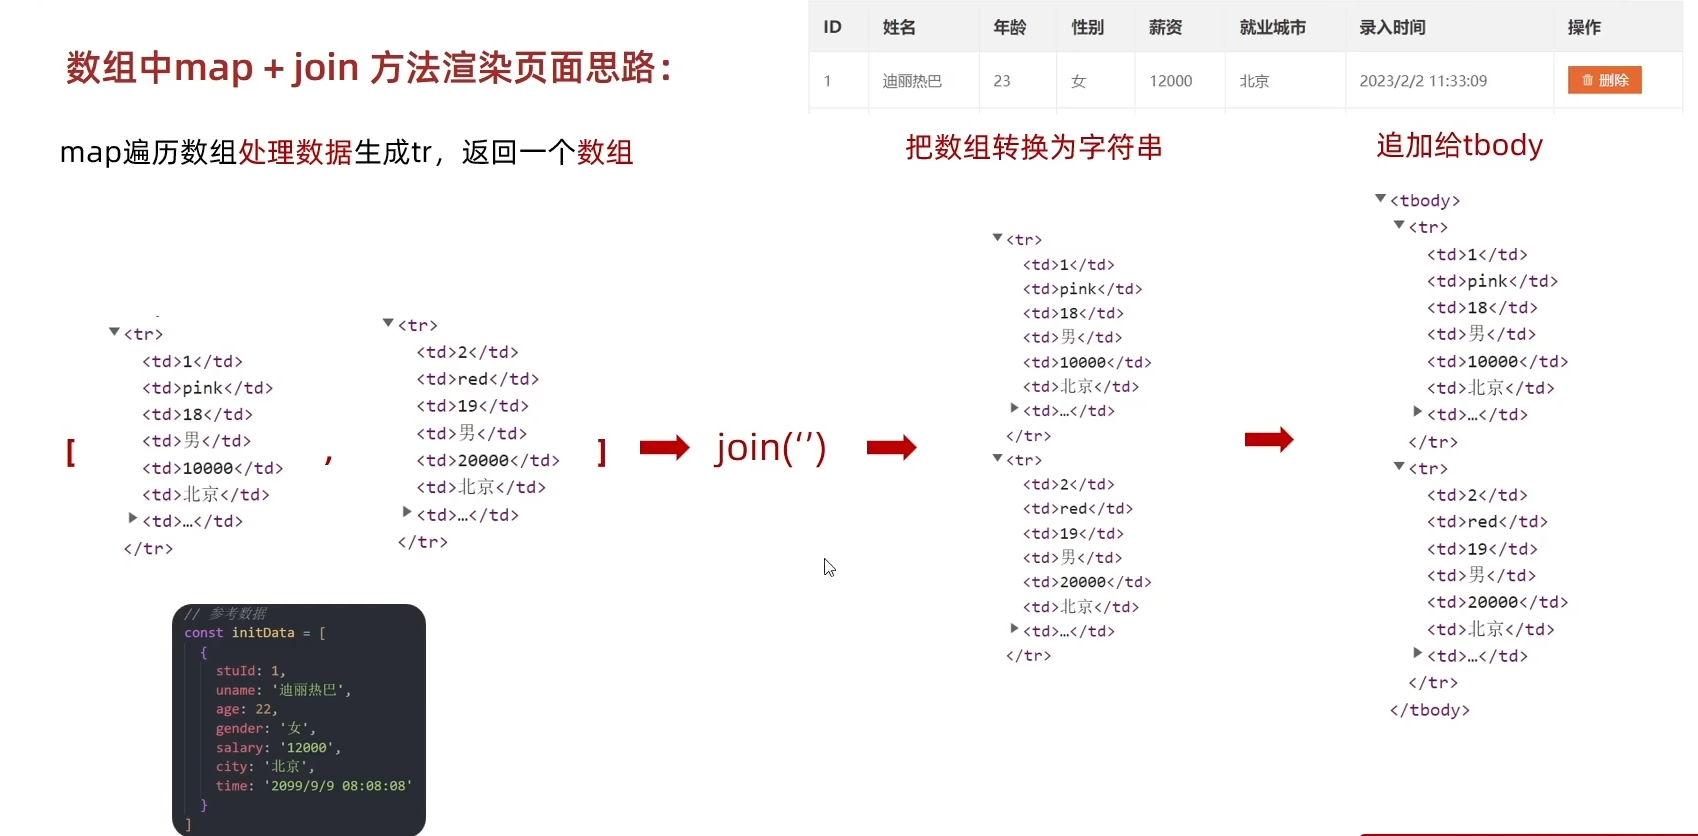 数组中map + join 方法渲染页面思路：
ID 姓名 年龄 性别 薪资 就业城市 录入时间 操作
1 迪丽热巴 23 女 12000 北京 2023/2/2 11:33:09 删除
map遍历数组处理数据生成tr，返回一个数组
把数组转换为字符串
追加给tbody
[
<tr>
<td>1</td>
<td>pink</td>
<td>18</td>
<td>男</td>
<td>10000</td>
<td>北京</td>
<td>…</td>
</tr>
,
<tr>
<td>2</td>
<td>red</td>
<td>19</td>
<td>男</td>
<td>20000</td>
<td>北京</td>
<td>…</td>
</tr>
]
join(‘’)
<tr>
<td>1</td>
<td>pink</td>
<td>18</td>
<td>男</td>
<td>10000</td>
<td>北京</td>
<td>…</td>
</tr>
<tr>
<td>2</td>
<td>red</td>
<td>19</td>
<td>男</td>
<td>20000</td>
<td>北京</td>
<td>…</td>
</tr>
<tbody>
<tr>
<td>1</td>
<td>pink</td>
<td>18</td>
<td>男</td>
<td>10000</td>
<td>北京</td>
<td>…</td>
</tr>
<tr>
<td>2</td>
<td>red</td>
<td>19</td>
<td>男</td>
<td>20000</td>
<td>北京</td>
<td>…</td>
</tr>
</tbody>
// 参考数据
const initData = [
{
stuId: 1,
uname: '迪丽热巴',
age: 22,
gender: '女',
salary: '12000',
city: '北京',
time: '2099/9/9 08:08:08'
}
]